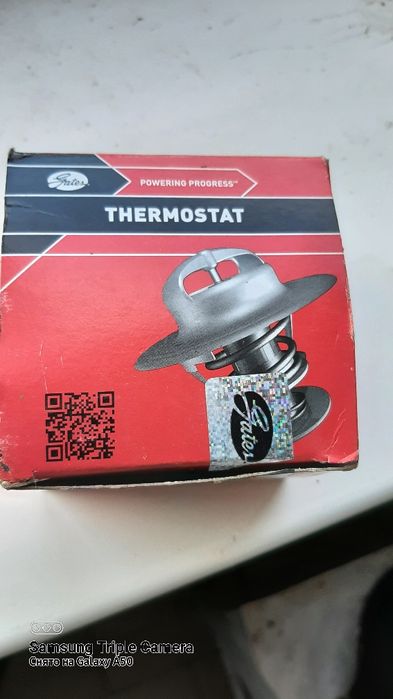 Gates
POWERING PROGRESS™
THERMOSTAT
Gates
Samsung Triple Camera
Снято на Galaxy A50